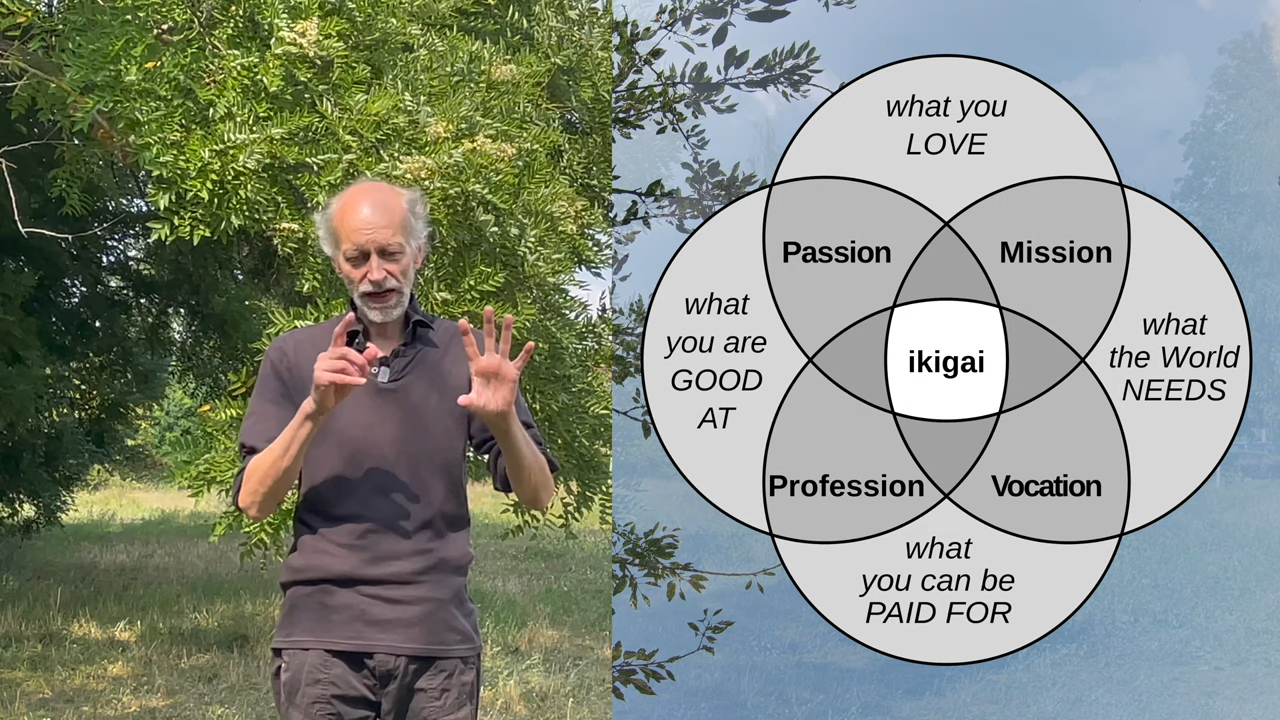 what you
LOVE
Passion
Mission
what
you are
GOOD
AT
ikigai
what
the World
NEEDS
Profession
Vocation
what
you can be
PAID FOR